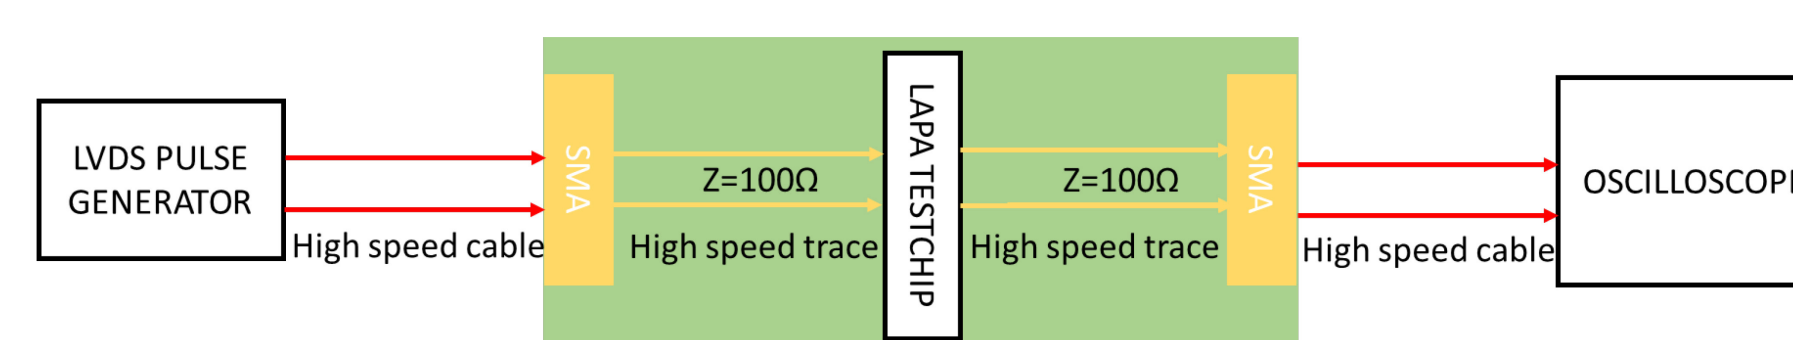 LVDS PULSE
GENERATOR
High speed cable
SMA
Z=100Ω
High speed trace
LAPA TESTCHIP
Z=100Ω
High speed trace
SMA
High speed cable
OSCILLOSCOP